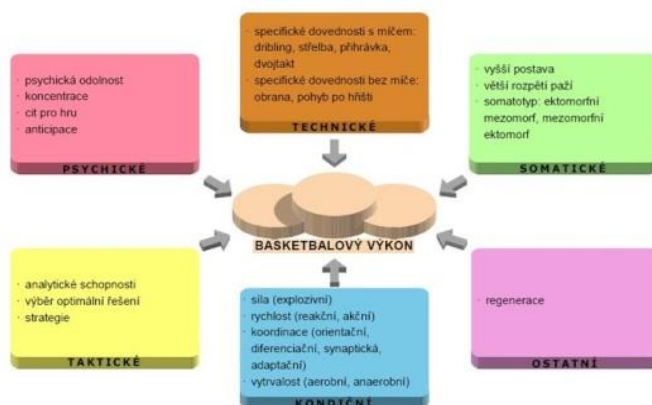 · psychická odolnost
· koncentrace
· cit pro hru
· anticipace
PSYCHICKÉ
· specifické dovednosti s míčem:
dribling, střelba, přihrávka,
dvojtakt
· specifické dovednosti bez míče:
obrana, pohyb po hřišti
TECHNICKÉ
· vyšší postava
· větší rozpětí paží
· somatotyp: ektomorfní
mezomorf, mezomorfní
ektomorf
SOMATICKÉ
BASKETBALOVÝ VÝKON
· analytické schopnosti
· výběr optimální řešení
· strategie
TAKTICKÉ
· síla (explozivní)
· rychlost (reakční, akční)
· koordinace (orientační,
diferenciační, synaptická,
adaptační)
· vytrvalost (aerobní, anaerobní)
KONDIČNÍ
· regenerace
OSTATNÍ